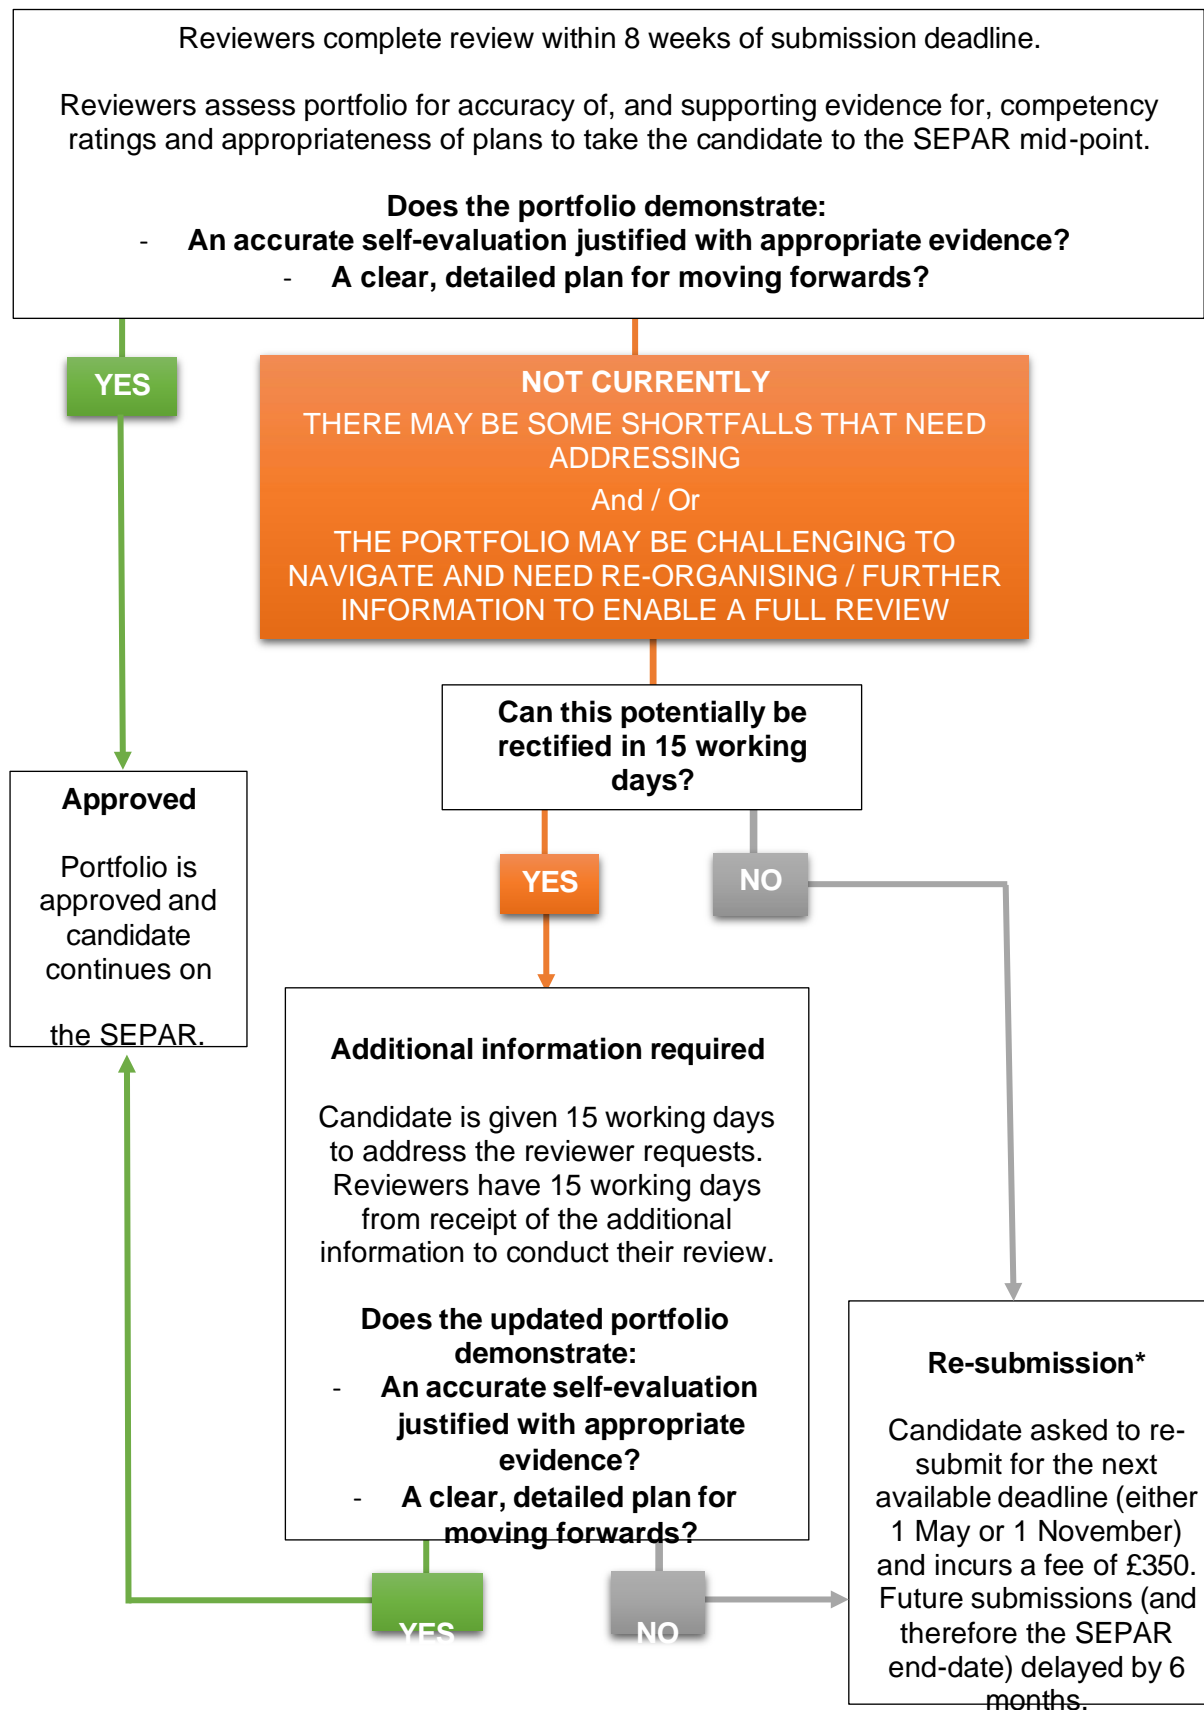 Reviewers complete review within 8 weeks of submission deadline.
Reviewers assess portfolio for accuracy of, and supporting evidence for, competency
ratings and appropriateness of plans to take the candidate to the SEPAR mid-point.
Does the portfolio demonstrate:
- An accurate self-evaluation justified with appropriate evidence?
- A clear, detailed plan for moving forwards?
YES
NOT CURRENTLY
THERE MAY BE SOME SHORTFALLS THAT NEED
ADDRESSING
And / Or
THE PORTFOLIO MAY BE CHALLENGING TO
NAVIGATE AND NEED RE-ORGANISING / FURTHER
INFORMATION TO ENABLE A FULL REVIEW
Can this potentially be
rectified in 15 working
days?
Approved
Portfolio is
approved and
candidate
continues on
the SEPAR.
YES
NO
Additional information required
Candidate is given 15 working days
to address the reviewer requests.
Reviewers have 15 working days
from receipt of the additional
information to conduct their review.
Does the updated portfolio
demonstrate:
- An accurate self-evaluation
justified with appropriate
evidence?
- A clear, detailed plan for
moving forwards?
YES
NO
Re-submission*
Candidate asked to re-
submit for the next
available deadline (either
1 May or 1 November)
and incurs a fee of £350.
Future submissions (and
therefore the SEPAR
end-date) delayed by 6
months.